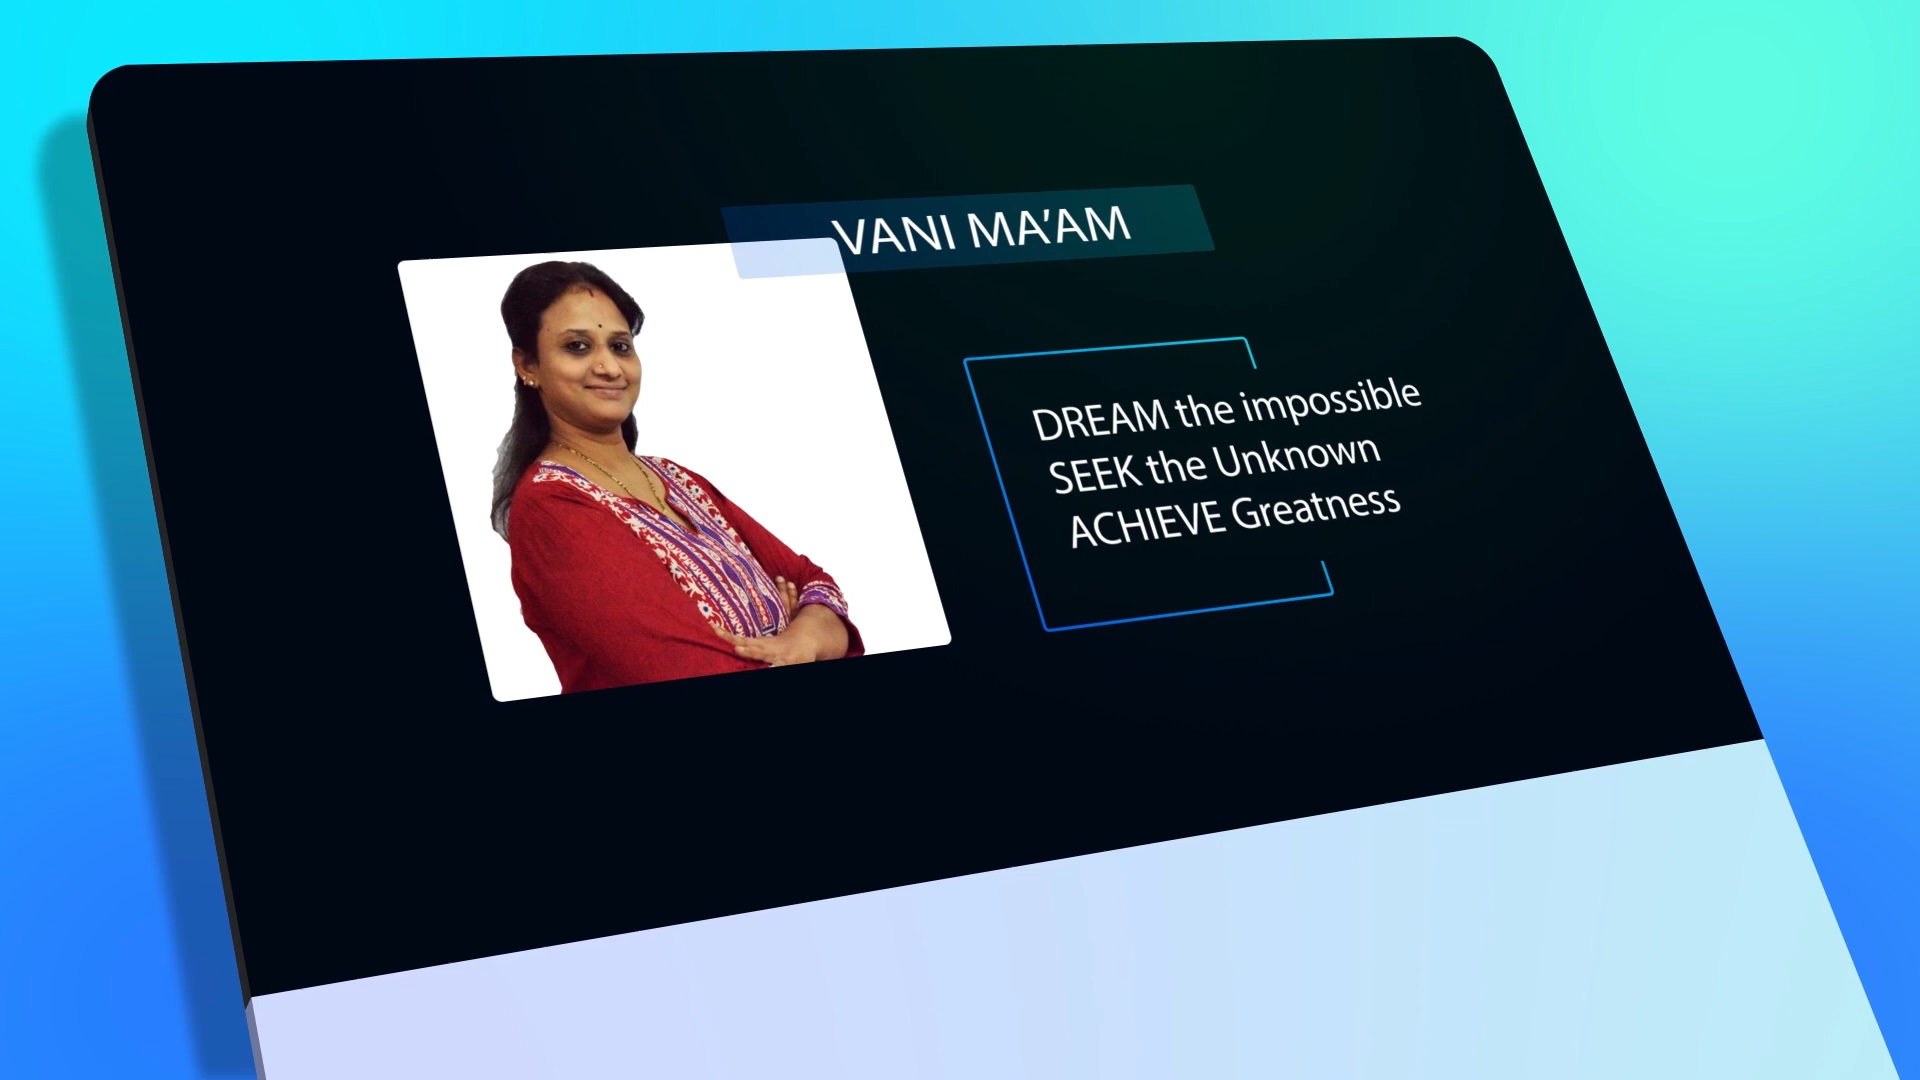 VANI MA’AM
DREAM the impossible
SEEK the Unknown
ACHIEVE Greatness